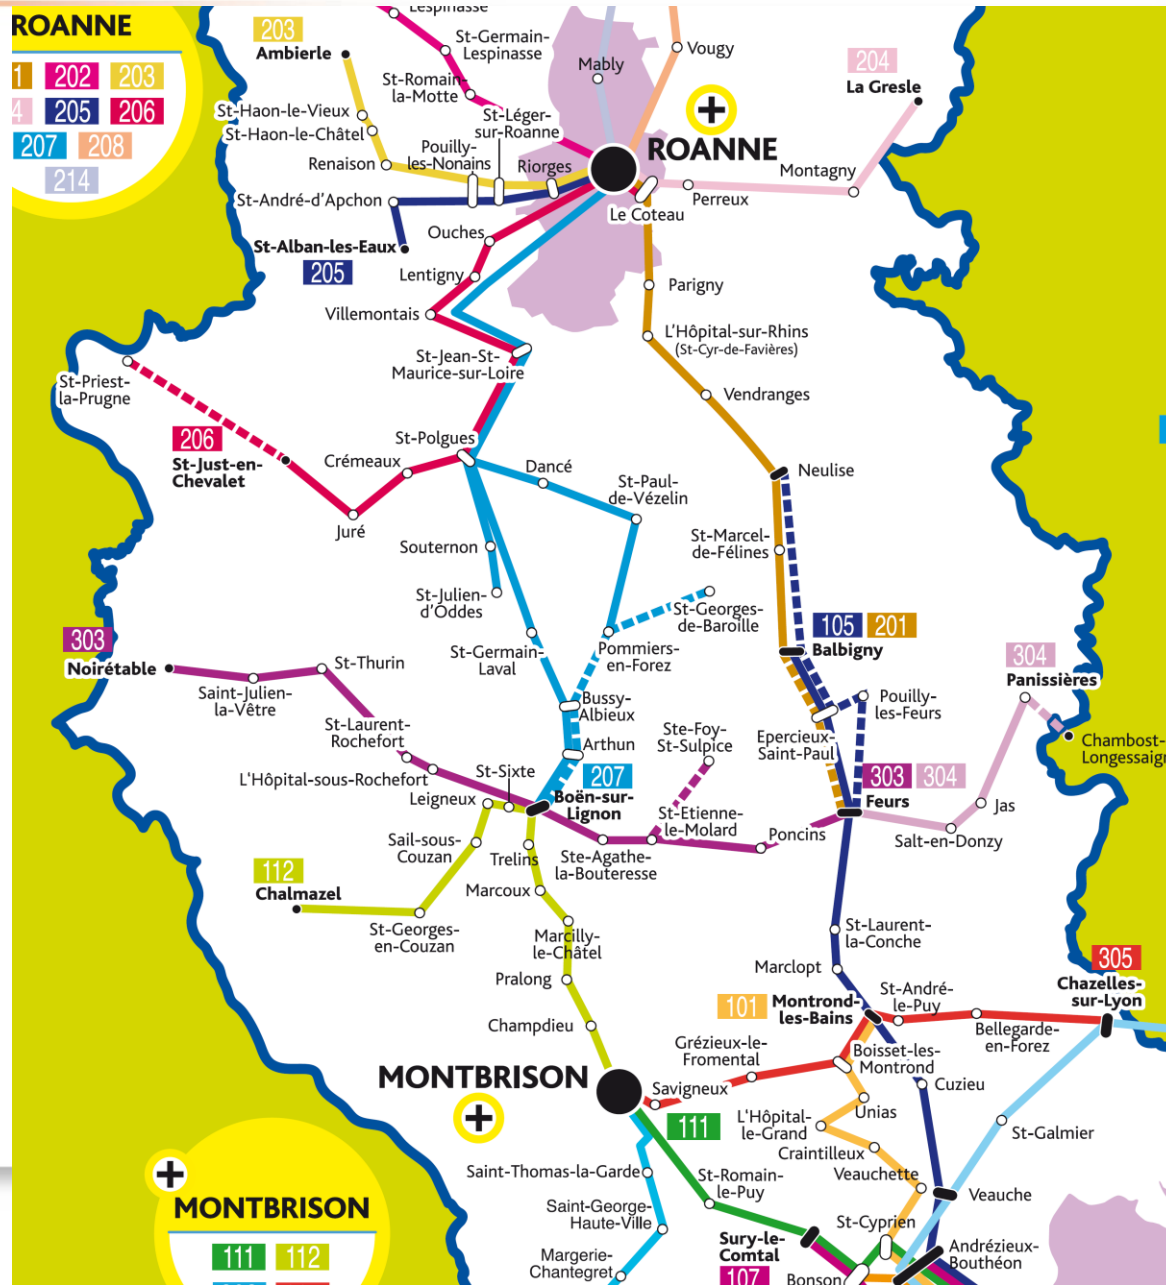 ROANNE
1 202 203
4 205 206
207 208
214
203
Ambierle
Lespinasse
St-Germain-
Lespinasse
St-Romain-
la-Motte
Mably
Vougy
204
La Gresle
St-Haon-le-Vieux
St-Haon-le-Châtel
St-Léger-
sur-Roanne
Pouilly-
les-Nonains
Renaison
Riorges
ROANNE
Montagny
Perreux
Le Coteau
St-André-d'Apchon
St-Alban-les-Eaux
205
Ouches
Lentigny
Villemontais
Parigny
L'Hôpital-sur-Rhins
(St-Cyr-de-Favières)
St-Jean-St-
Maurice-sur-Loire
Vendranges
St-Priest-
la-Prugne
206
St-Just-en-
Chevalet
Crémeaux
St-Polgues
Juré
Dancé
St-Paul-
de-Vézelin
Neulise
Souternon
St-Marcel-
de-Félines
St-Julien-
d'Oddes
St-Georges-
de-Baroille
St-Germain-
Laval
Pommiers-
en-Forez
105 201
Balbigny
303
Noirétable
St-Thurin
Saint-Julien-
la-Vêtre
304
Panissières
Bussy-
Albieux
Pouilly-
les-Feurs
St-Laurent-
Rochefort
Arthun
Ste-Foy-
St-Sulpice
Epercieux-
Saint-Paul
Chambost-
Longessaign
L'Hôpital-sous-Rochefort
St-Sixte
207
Boën-sur-
Lignon
303 304
Feurs
Leigneux
Jas
St-Etienne-
le-Molard
Poncins
Salt-en-Donzy
Sail-sous-
Couzan
Trelins
Ste-Agathe-
la-Bouteresse
112
Chalmazel
Marcoux
St-Georges-
en-Couzan
Marcilly-
le-Châtel
St-Laurent-
la-Conche
Pralong
Marclopt
305
Chazelles-
sur-Lyon
101
Montrond-
les-Bains
St-André-
le-Puy
Bellegarde-
en-Forez
Champdieu
Grézieux-le-
Fromental
Boisset-les-
Montrond
MONTBRISON
Savigneux
Cuzieu
Unias
111
L'Hôpital-
le-Grand
St-Galmier
Craintilleux
Saint-Thomas-la-Garde
St-Romain-
le-Puy
Veauchette
Veauche
MONTBRISON
Saint-George-
Haute-Ville
St-Cyprien
111 112
Sury-le-
Comtal
107
Andrézieux-
Bouthéon
Margerie-
Chantegret
Bonson